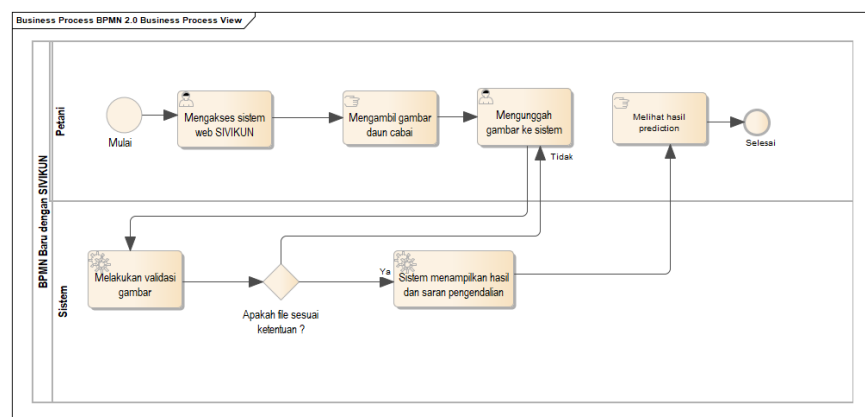 Business Process BPMN 2.0 Business Process View
BPMN Baru dengan SIVIKUN
Petani
Mulai
Mengakses sistem
web SIVIKUN
Mengambil gambar
daun cabai
Mengunggah
gambar ke sistem
Melihat hasil
prediction
Selesai
Tidak
Sistem
Melakukan validasi
gambar
Apakah file sesuai
ketentuan ?
Ya
Sistem menampilkan hasil
dan saran pengendalian